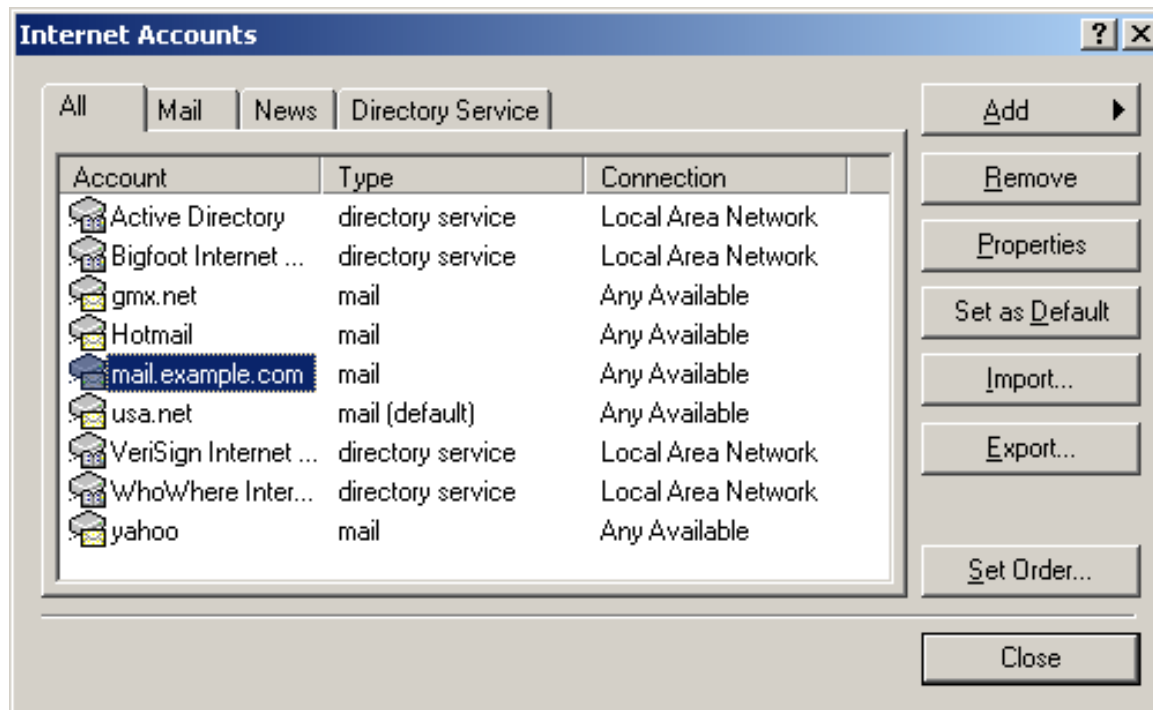 Internet Accounts
All Mail News Directory Service
Account Type Connection
Active Directory directory service Local Area Network
Bigfoot Internet ... directory service Local Area Network
gmx.net mail Any Available
Hotmail mail Any Available
mail.example.com mail Any Available
usa.net mail (default) Any Available
VeriSign Internet ... directory service Local Area Network
WhoWhere Inter... directory service Local Area Network
yahoo mail Any Available
Add
Remove
Properties
Set as Default
Import...
Export...
Set Order...
Close